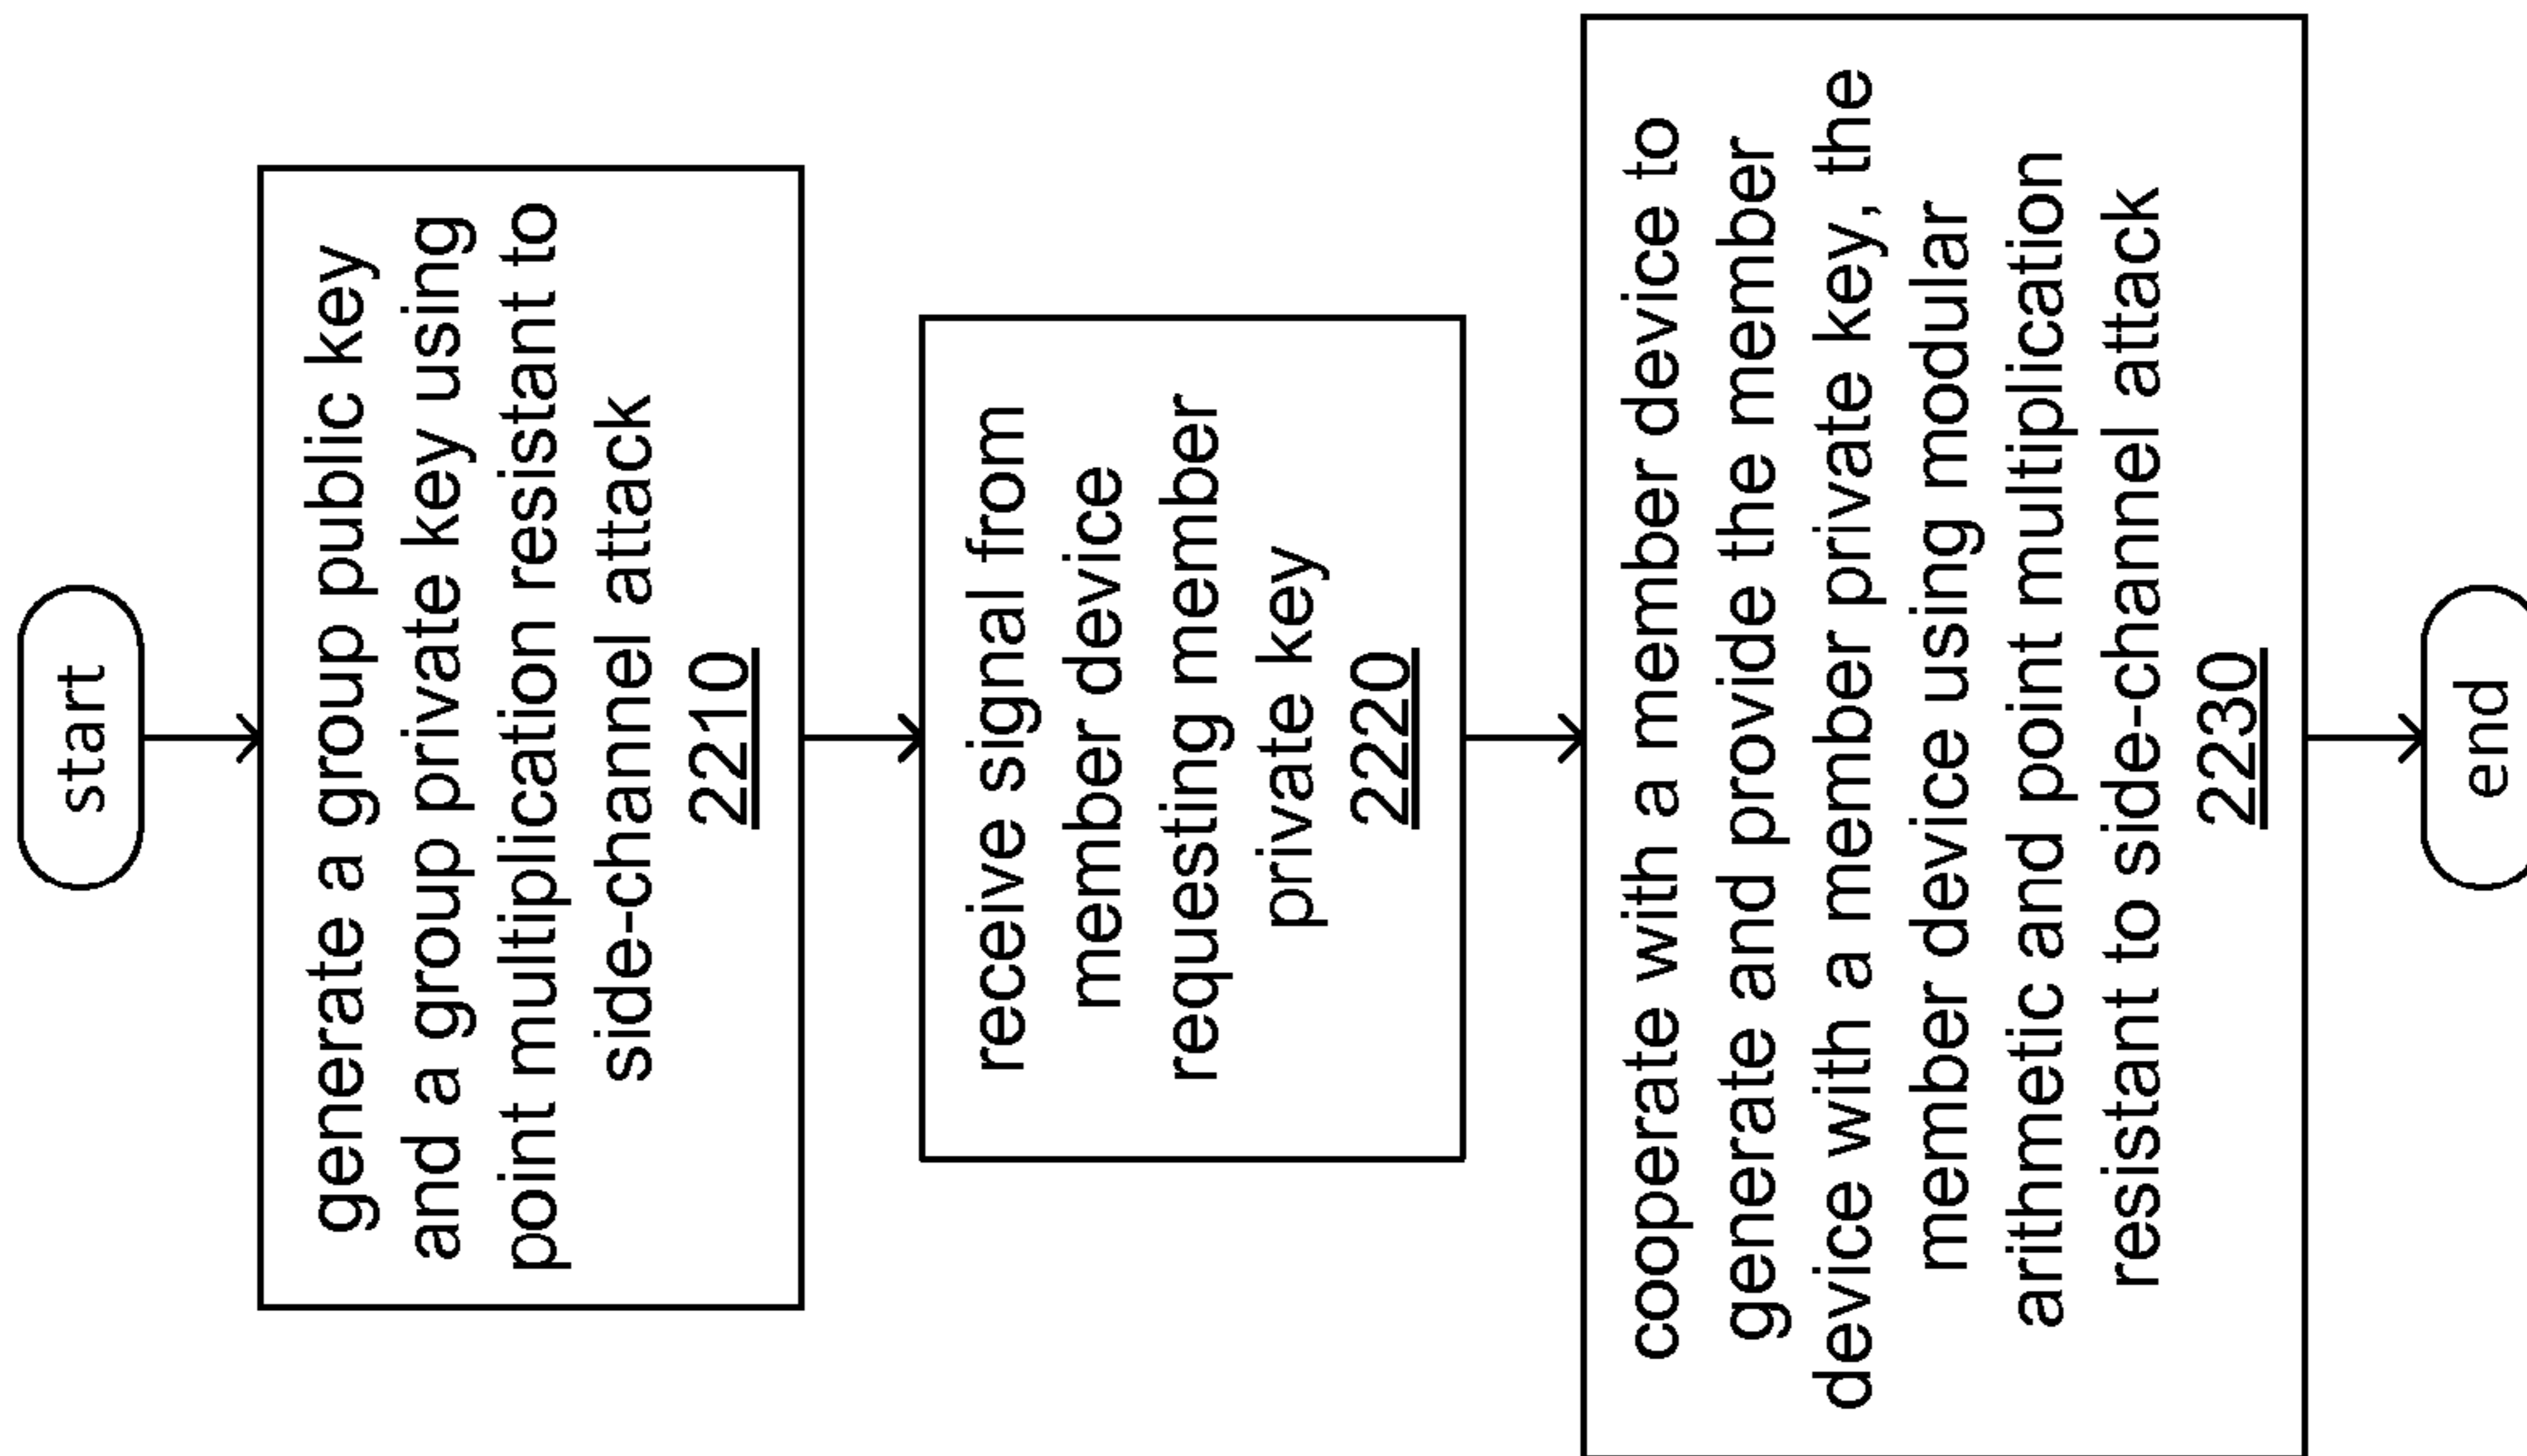 start
generate a group public key
and a group private key using
point multiplication resistant to
side-channel attack
2210
receive signal from
member device
requesting member
private key
2220
cooperate with a member device to
generate and provide the member
device with a member private key, the
member device using modular
arithmetic and point multiplication
resistant to side-channel attack
2230
end